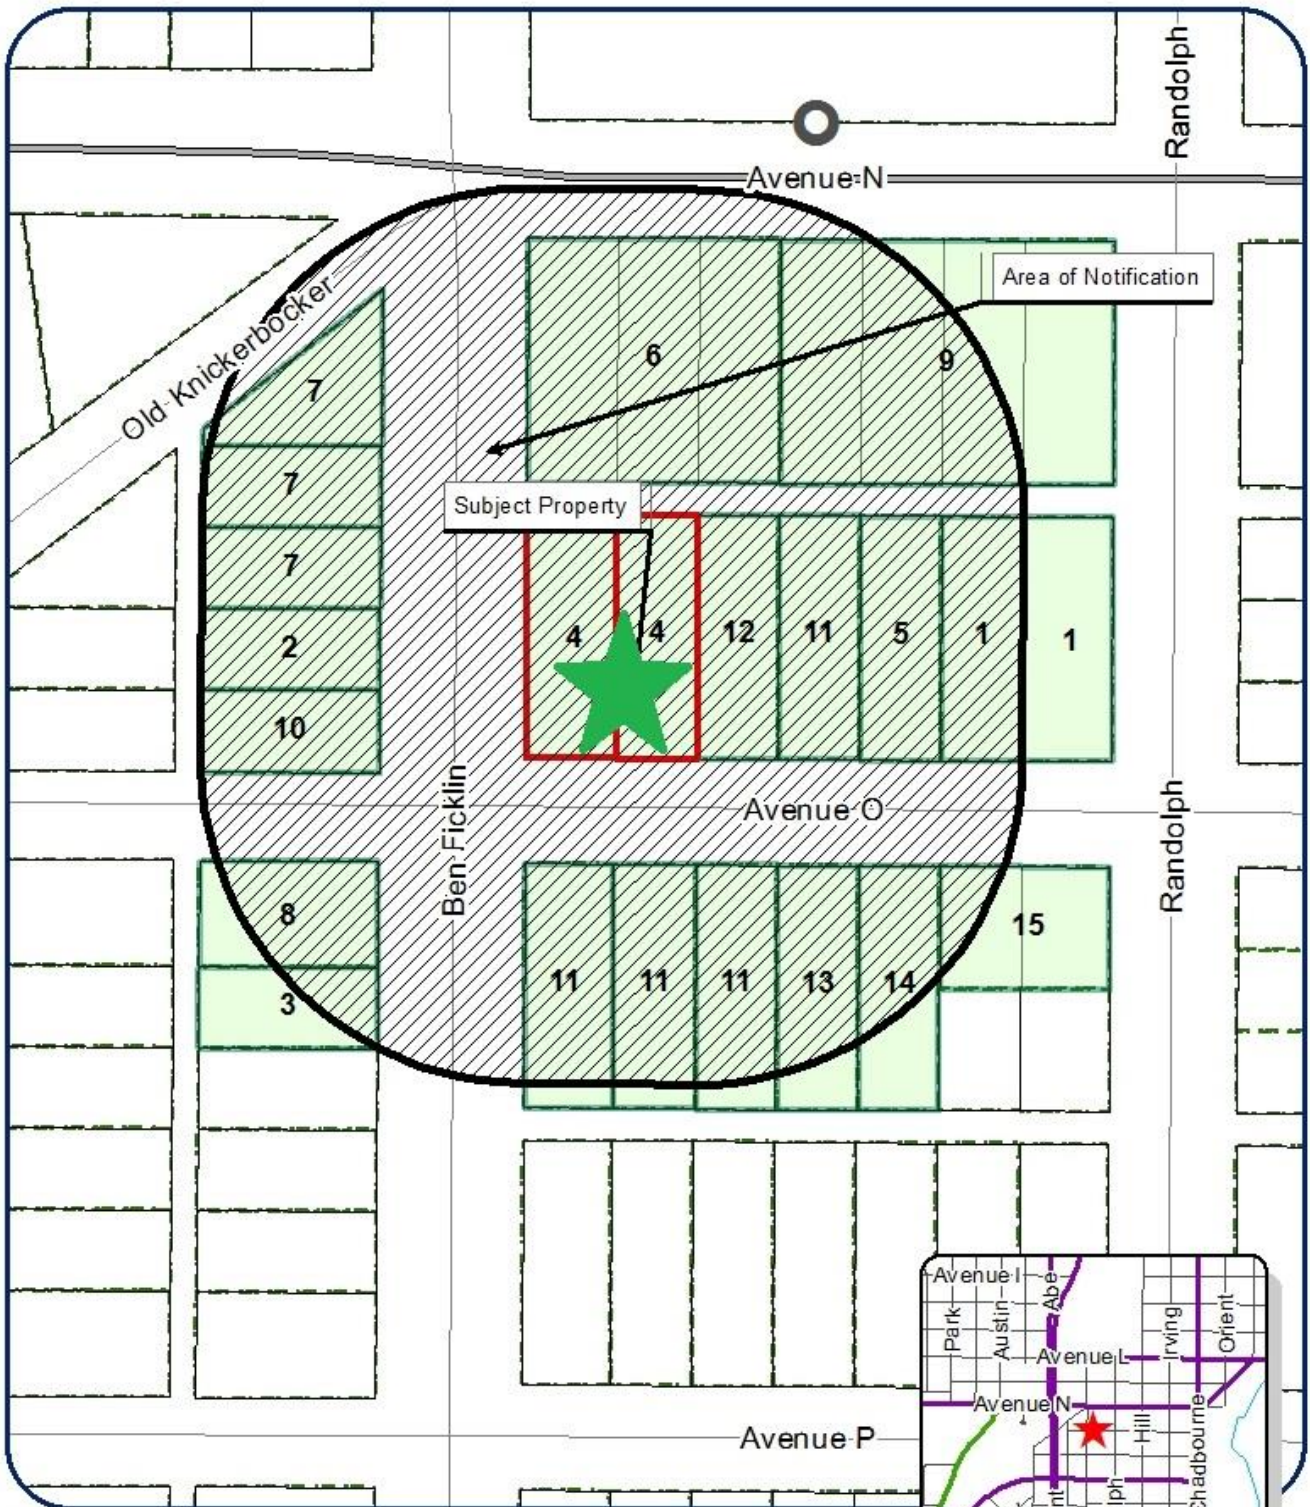 Randolph
Avenue N
Area of Notification
Old Knickerbocker
6
9
7
7
Subject Property
7
4
4
12
11
5
1
1
2
10
Ben Ficklin
Avenue O
Randolph
8
15
3
11
11
11
13
14
Avenue I
Abe
Park
Austin
Irving
Orient
Avenue L
Avenue N
Hill
Chadbourne
Avenue P